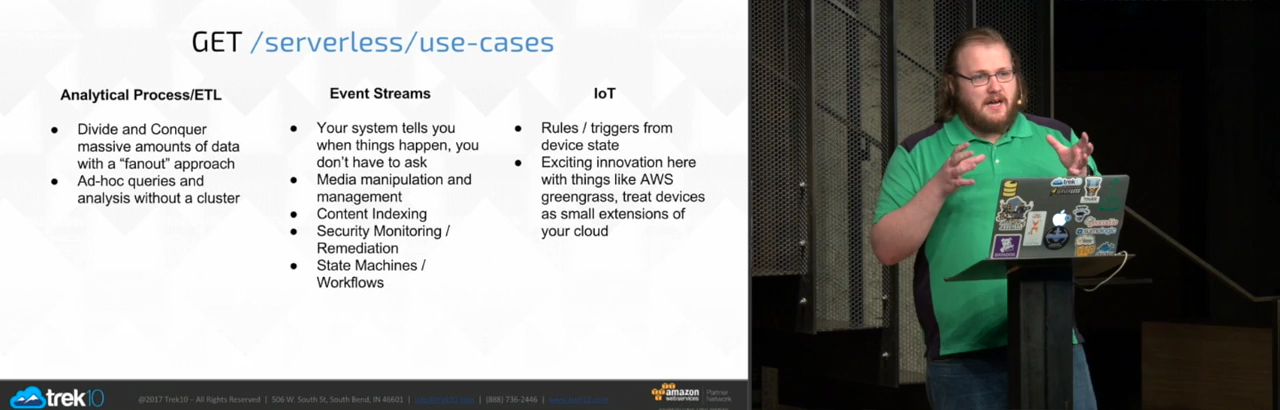 GET /serverless/use-cases
Analytical Process/ETL
● Divide and Conquer
massive amounts of data
with a “fanout” approach
● Ad-hoc queries and
analysis without a cluster
Event Streams
● Your system tells you
when things happen, you
don’t have to ask
● Media manipulation and
management
● Content Indexing
● Security Monitoring /
Remediation
● State Machines /
Workflows
IoT
● Rules / triggers from
device state
● Exciting innovation here
with things like AWS
greengrass, treat devices
as small extensions of
your cloud
trek10
@2017 Trek10 – All Rights Reserved | 506 W. South St, South Bend, IN 46601 |
| (888) 736-2446 |
amazon
web services
Partner
Network
trek10
sumologic